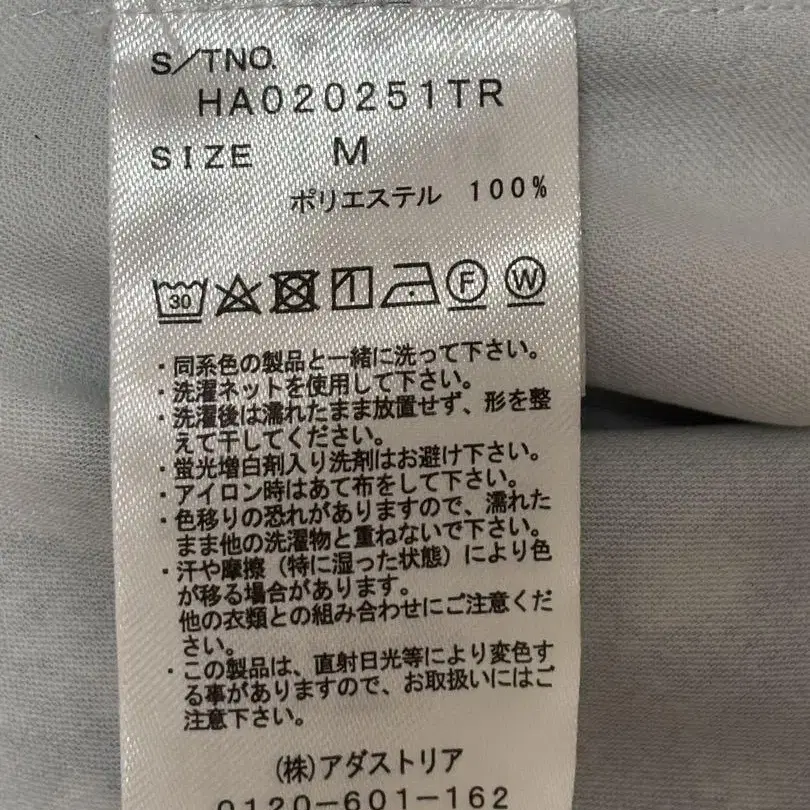 S/TNO.
HA020251TR
SIZE M
ポリエステル 100%
30
F W
・同系色の製品と一緒に洗って下さい。
・洗濯ネットを使用して下さい。
・洗濯後は濡れたまま放置せず、形を整
えて干してください。
・蛍光増白剤入り洗剤はお避け下さい。
・アイロン時はあて布をして下さい。
・色移りの恐れがありますので、濡れた
まま他の洗濯物と重ねないで下さい。
・汗や摩擦（特に湿った状態）により色
が移る場合があります。
他の衣類との組み合わせにご注意くだ
さい。
・この製品は、直射日光等により変色す
る事がありますので、お取扱いにはご
注意下さい。
(株)アダストリア
0120-601-162